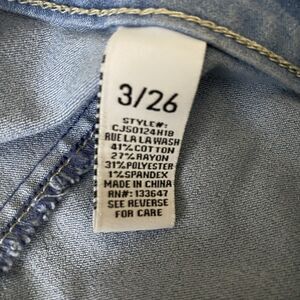 3/26
STYLE#:
CJS0124H18
RUE LA LA WASH
41%COTTON
27%RAYON
31%POLYESTER
1%SPANDEX
MADE IN CHINA
RN#: 133647
SEE REVERSE
FOR CARE